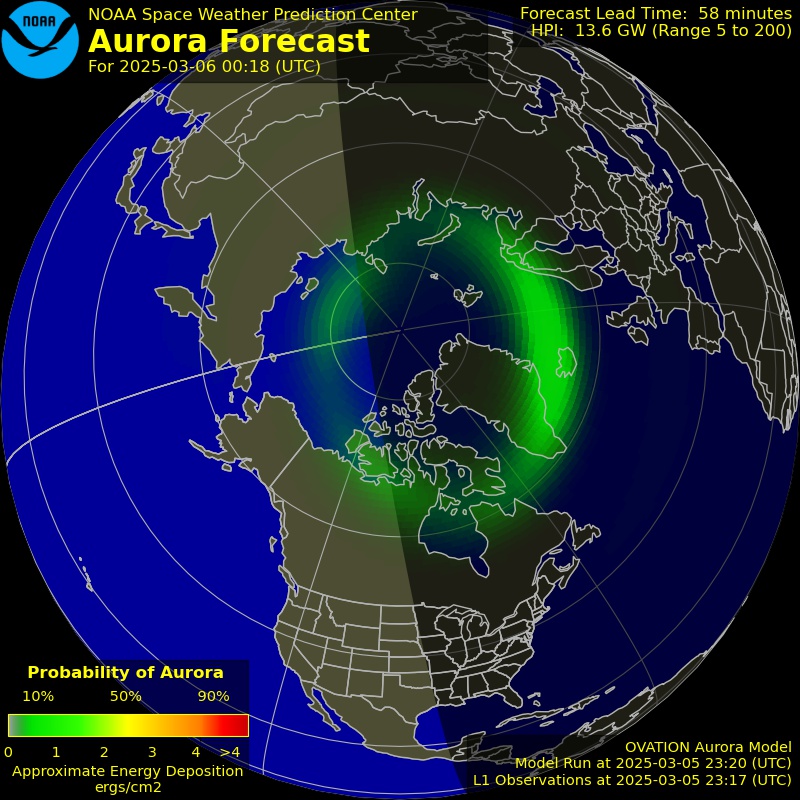 NOAA
NOAA Space Weather Prediction Center
Aurora Forecast
For 2025-03-06 00:18 (UTC)
Forecast Lead Time: 58 minutes
HPI: 13.6 GW (Range 5 to 200)
Probability of Aurora
10% 50% 90%
0 1 2 3 4 >4
Approximate Energy Deposition
ergs/cm2
OVATION Aurora Model
Model Run at 2025-03-05 23:20 (UTC)
L1 Observations at 2025-03-05 23:17 (UTC)